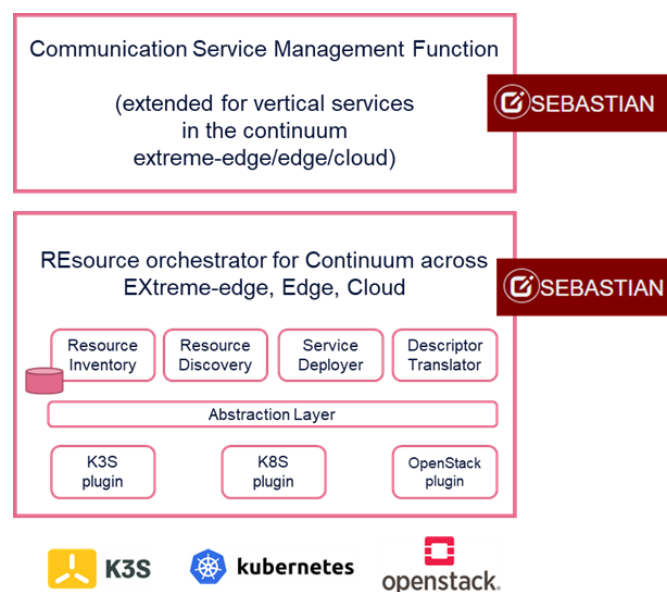 Communication Service Management Function
(extended for vertical services
in the continuum
extreme-edge/edge/cloud)
SEBASTIAN
REsource orchestrator for Continuum across
EXtreme-edge, Edge, Cloud
SEBASTIAN
Resource
Inventory
Resource
Discovery
Service
Deployer
Descriptor
Translator
Abstraction Layer
K3S
plugin
K8S
plugin
OpenStack
plugin
K3S
kubernetes
openstack.